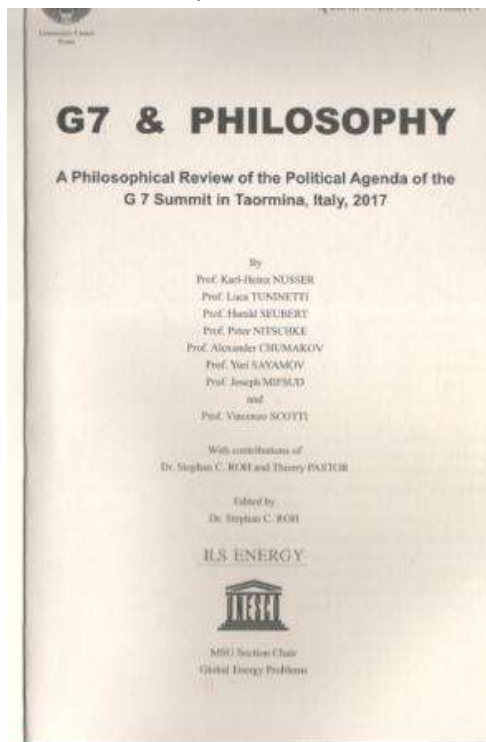 G7 & PHILOSOPHY
A Philosophical Review of the Political Agenda of the
G 7 Summit in Taormina, Italy, 2017
By
Prof. Karl-Heinz NUSSER
Prof. Luca TUNINETTI
Prof. Harald SEUBERT
Prof. Peter NITSCHKE
Prof. Alexander CHUMAKOV
Prof. Yuri SAYAMOV
Prof. Joseph MIFSUD
and
Prof. Vincenzo SCOTTI
With contributions of
Dr. Stephan C. ROH and Thierry PASTOR
Edited by
Dr. Stephan C. ROH
ILS ENERGY
UNESCO
MSU Section Chair
Global Energy Problems